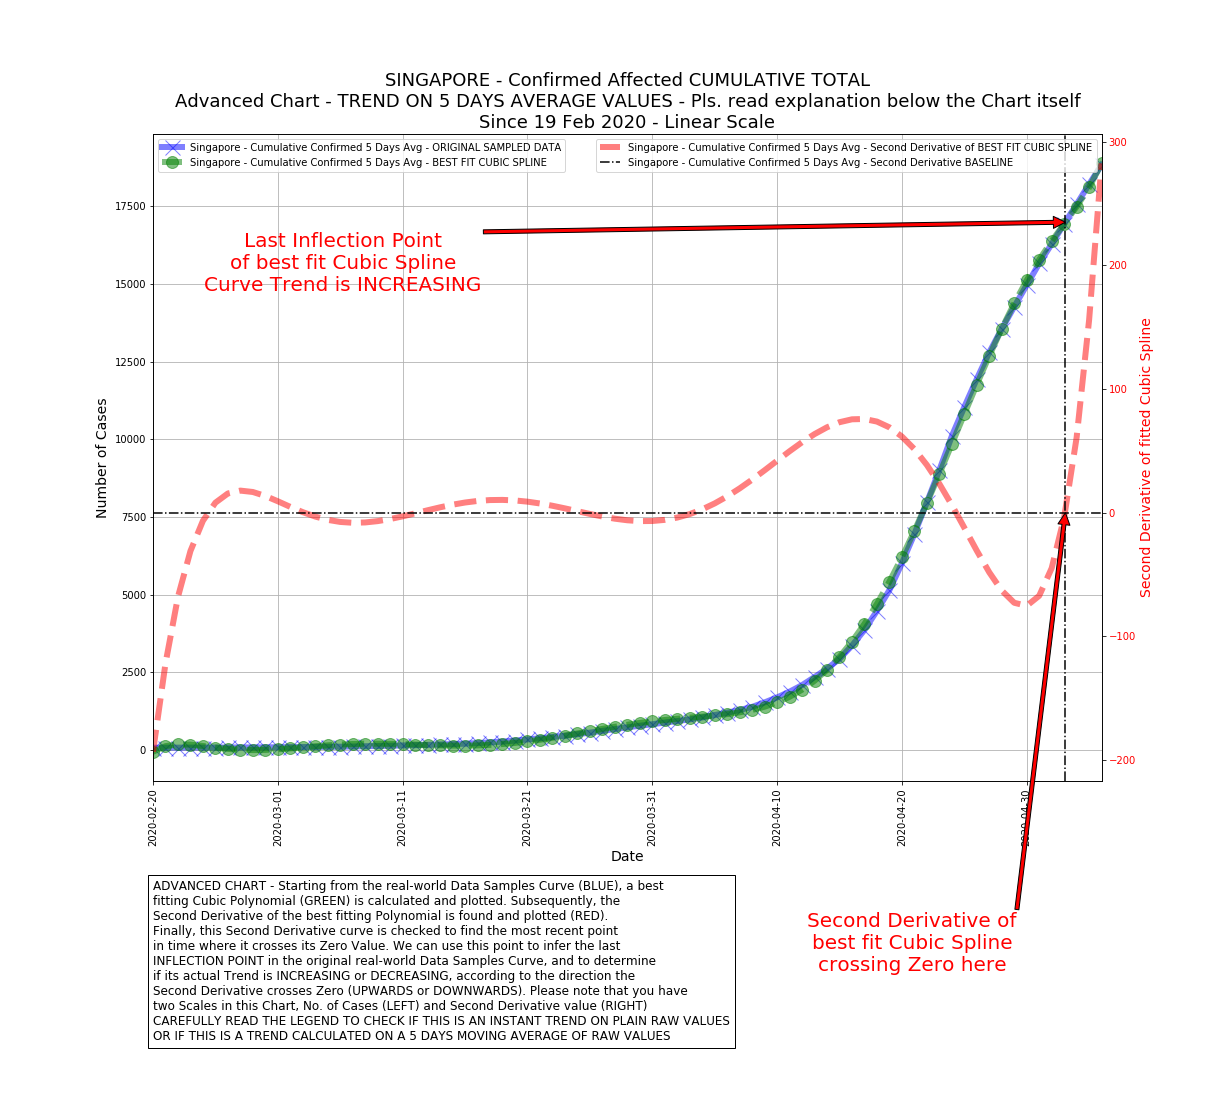 SINGAPORE - Confirmed Affected CUMULATIVE TOTAL
Advanced Chart - TREND ON 5 DAYS AVERAGE VALUES - Pls. read explanation below the Chart itself
Since 19 Feb 2020 - Linear Scale
Singapore - Cumulative Confirmed 5 Days Avg - ORIGINAL SAMPLED DATA
Singapore - Cumulative Confirmed 5 Days Avg - BEST FIT CUBIC SPLINE
Singapore - Cumulative Confirmed 5 Days Avg - Second Derivative of BEST FIT CUBIC SPLINE
Singapore - Cumulative Confirmed 5 Days Avg - Second Derivative BASELINE
Last Inflection Point
of best fit Cubic Spline
Curve Trend is INCREASING
Number of Cases
17500
15000
12500
10000
7500
5000
2500
0
300
200
100
0
−100
−200
Second Derivative of fitted Cubic Spline
2020-02-20
2020-03-01
2020-03-11
2020-03-21
2020-03-31
2020-04-10
2020-04-20
2020-04-30
Date
ADVANCED CHART - Starting from the real-world Data Samples Curve (BLUE), a best
fitting Cubic Polynomial (GREEN) is calculated and plotted. Subsequently, the
Second Derivative of the best fitting Polynomial is found and plotted (RED).
Finally, this Second Derivative curve is checked to find the most recent point
in time where it crosses its Zero Value. We can use this point to infer the last
INFLECTION POINT in the original real-world Data Samples Curve, and to determine
if its actual Trend is INCREASING or DECREASING, according to the direction the
Second Derivative crosses Zero (UPWARDS or DOWNWARDS). Please note that you have
two Scales in this Chart, No. of Cases (LEFT) and Second Derivative value (RIGHT)
CAREFULLY READ THE LEGEND TO CHECK IF THIS IS AN INSTANT TREND ON PLAIN RAW VALUES
OR IF THIS IS A TREND CALCULATED ON A 5 DAYS MOVING AVERAGE OF RAW VALUES
Second Derivative of
best fit Cubic Spline
crossing Zero here